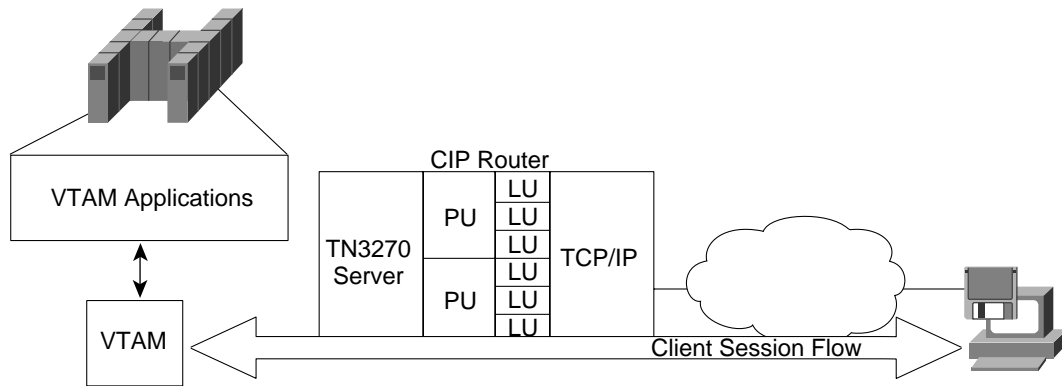 CIP Router
VTAM Applications
TN3270
Server
PU
PU
LU
LU
LU
LU
LU
LU
TCP/IP
VTAM
Client Session Flow